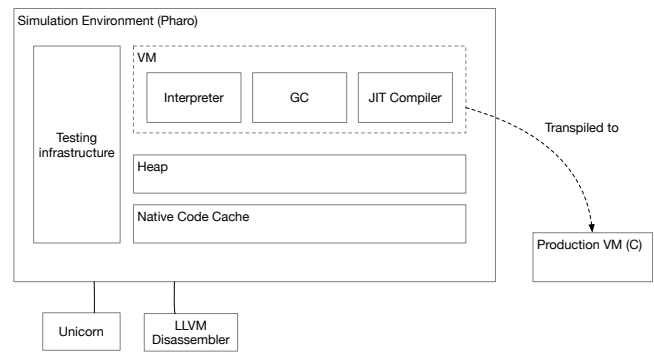 Simulation Environment (Pharo)
VM
Interpreter
GC
JIT Compiler
Testing
infrastructure
Heap
Native Code Cache
Transpiled to
Production VM (C)
Unicorn
LLVM
Disassembler